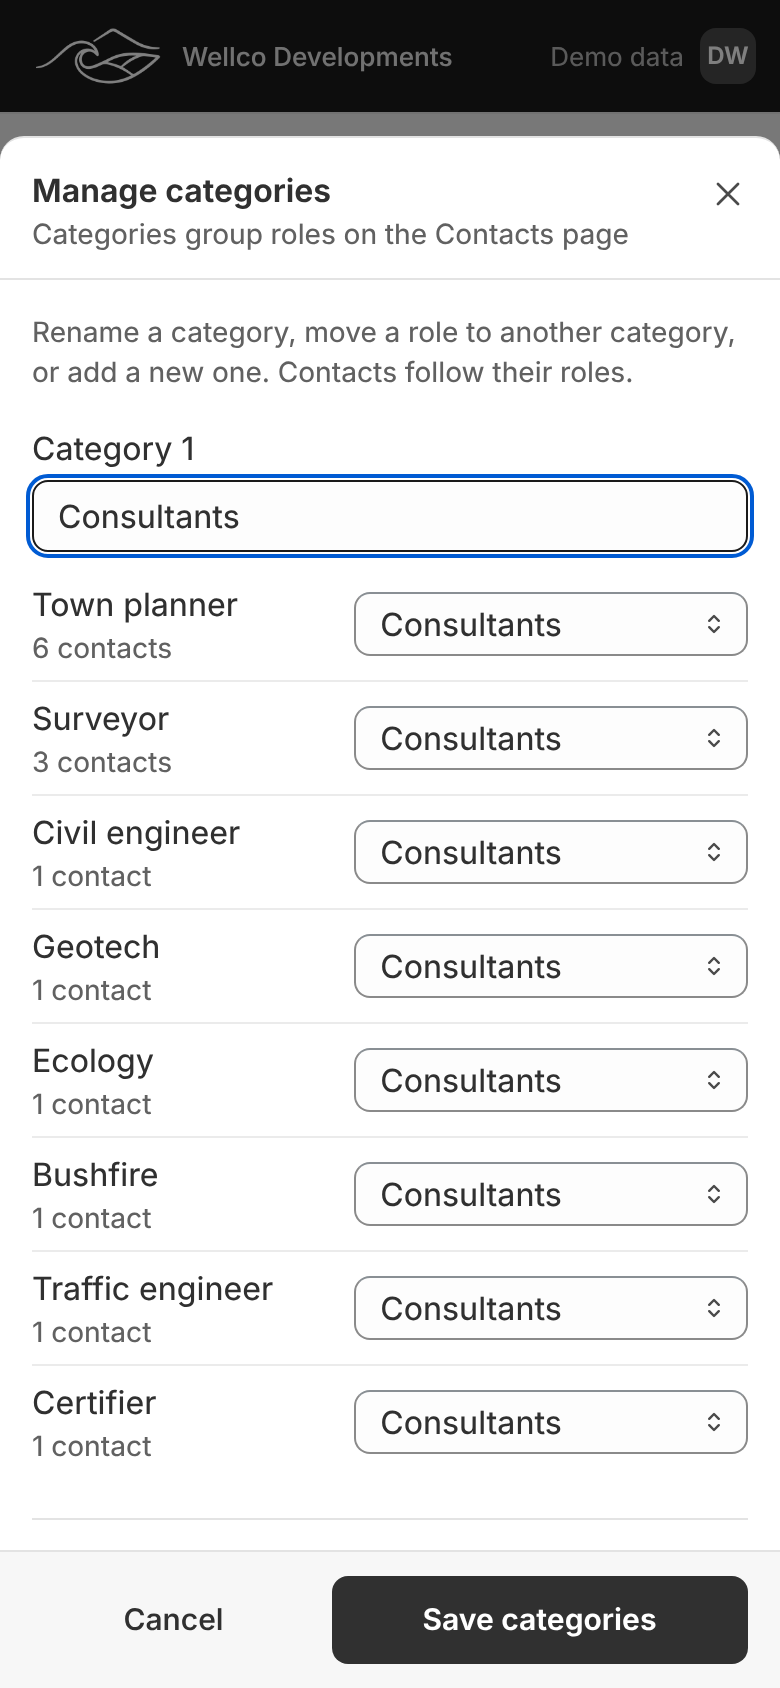 Wellco Developments
Demo data
DW
Manage categories
Categories group roles on the Contacts page
Rename a category, move a role to another category,
or add a new one. Contacts follow their roles.
Category 1
Consultants
Town planner
6 contacts
Consultants
Surveyor
3 contacts
Consultants
Civil engineer
1 contact
Consultants
Geotech
1 contact
Consultants
Ecology
1 contact
Consultants
Bushfire
1 contact
Consultants
Traffic engineer
1 contact
Consultants
Certifier
1 contact
Consultants
Cancel
Save categories